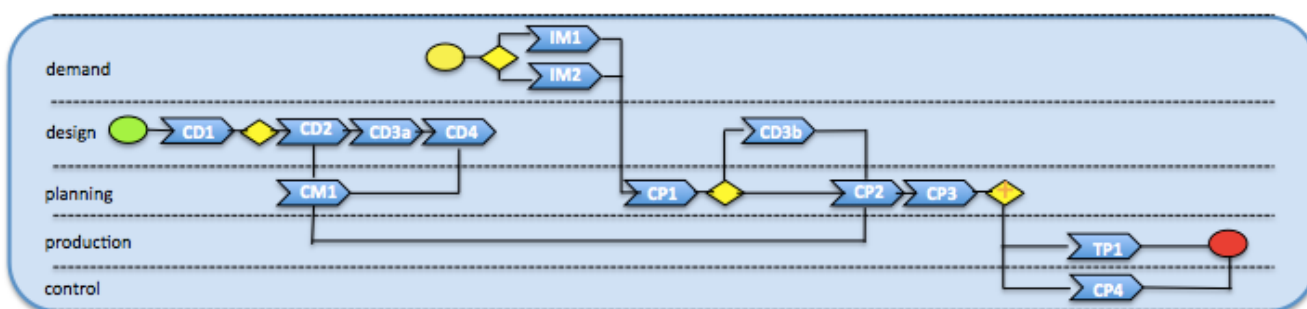 IM1
demand
IM2
design
CD1
CD2
CD3a
CD4
CD3b
planning
CM1
CP1
CP2
CP3
production
TP1
control
CP4